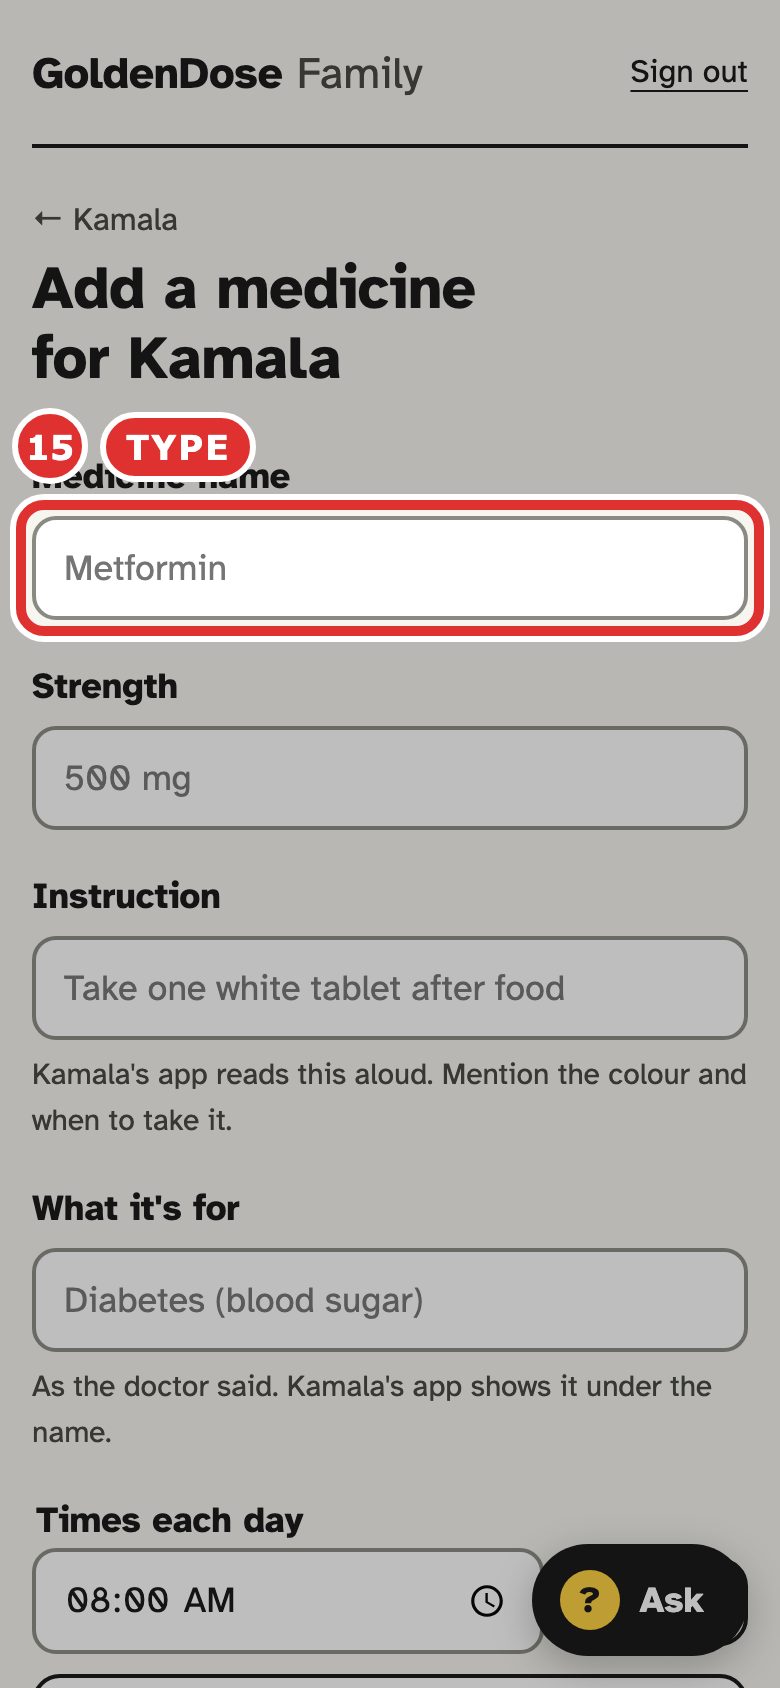 GoldenDose Family
Sign out
← Kamala
Add a medicine
for Kamala
15 TYPE
Medicine name
Metformin
Strength
500 mg
Instruction
Take one white tablet after food
Kamala's app reads this aloud. Mention the colour and
when to take it.
What it's for
Diabetes (blood sugar)
As the doctor said. Kamala's app shows it under the
name.
Times each day
08:00 AM
? Ask